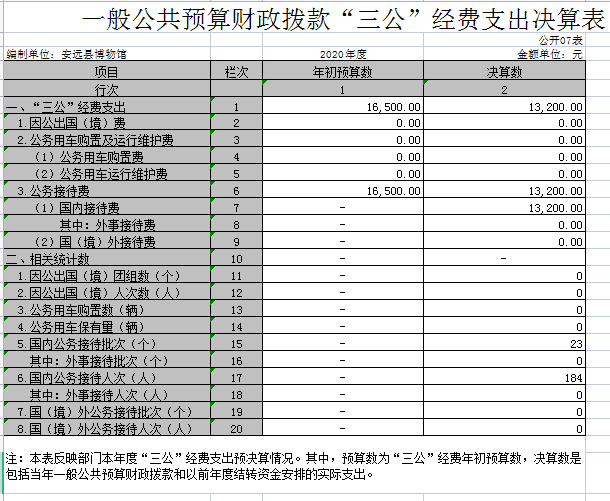 一般公共预算财政拨款“三公”经费支出决算表
公开07表
编制单位：安远县博物馆 2020年度 金额单位：元
项目 栏次 年初预算数 决算数
行次 1 2
一、“三公”经费支出 1 16,500.00 13,200.00
1.因公出国（境）费 2 0.00 0.00
2.公务用车购置及运行维护费 3 0.00 0.00
（1）公务用车购置费 4 0.00 0.00
（2）公务用车运行维护费 5 0.00 0.00
3.公务接待费 6 16,500.00 13,200.00
（1）国内接待费 7 - 13,200.00
其中：外事接待费 8 - 0.00
（2）国（境）外接待费 9 - 0.00
二、相关统计数 10 - -
1.因公出国（境）团组数（个） 11 - 0
2.因公出国（境）人次数（人） 12 - 0
3.公务用车购置数（辆） 13 - 0
4.公务用车保有量（辆） 14 - 0
5.国内公务接待批次（个） 15 - 23
其中：外事接待批次（个） 16 - 0
6.国内公务接待人次（人） 17 - 184
其中：外事接待人次（人） 18 - 0
7.国（境）外公务接待批次（个） 19 - 0
8.国（境）外公务接待人次（人） 20 - 0
注：本表反映部门本年度“三公”经费支出预决算情况。其中，预算数为“三公”经费年初预算数，决算数是
包括当年一般公共预算财政拨款和以前年度结转资金安排的实际支出。